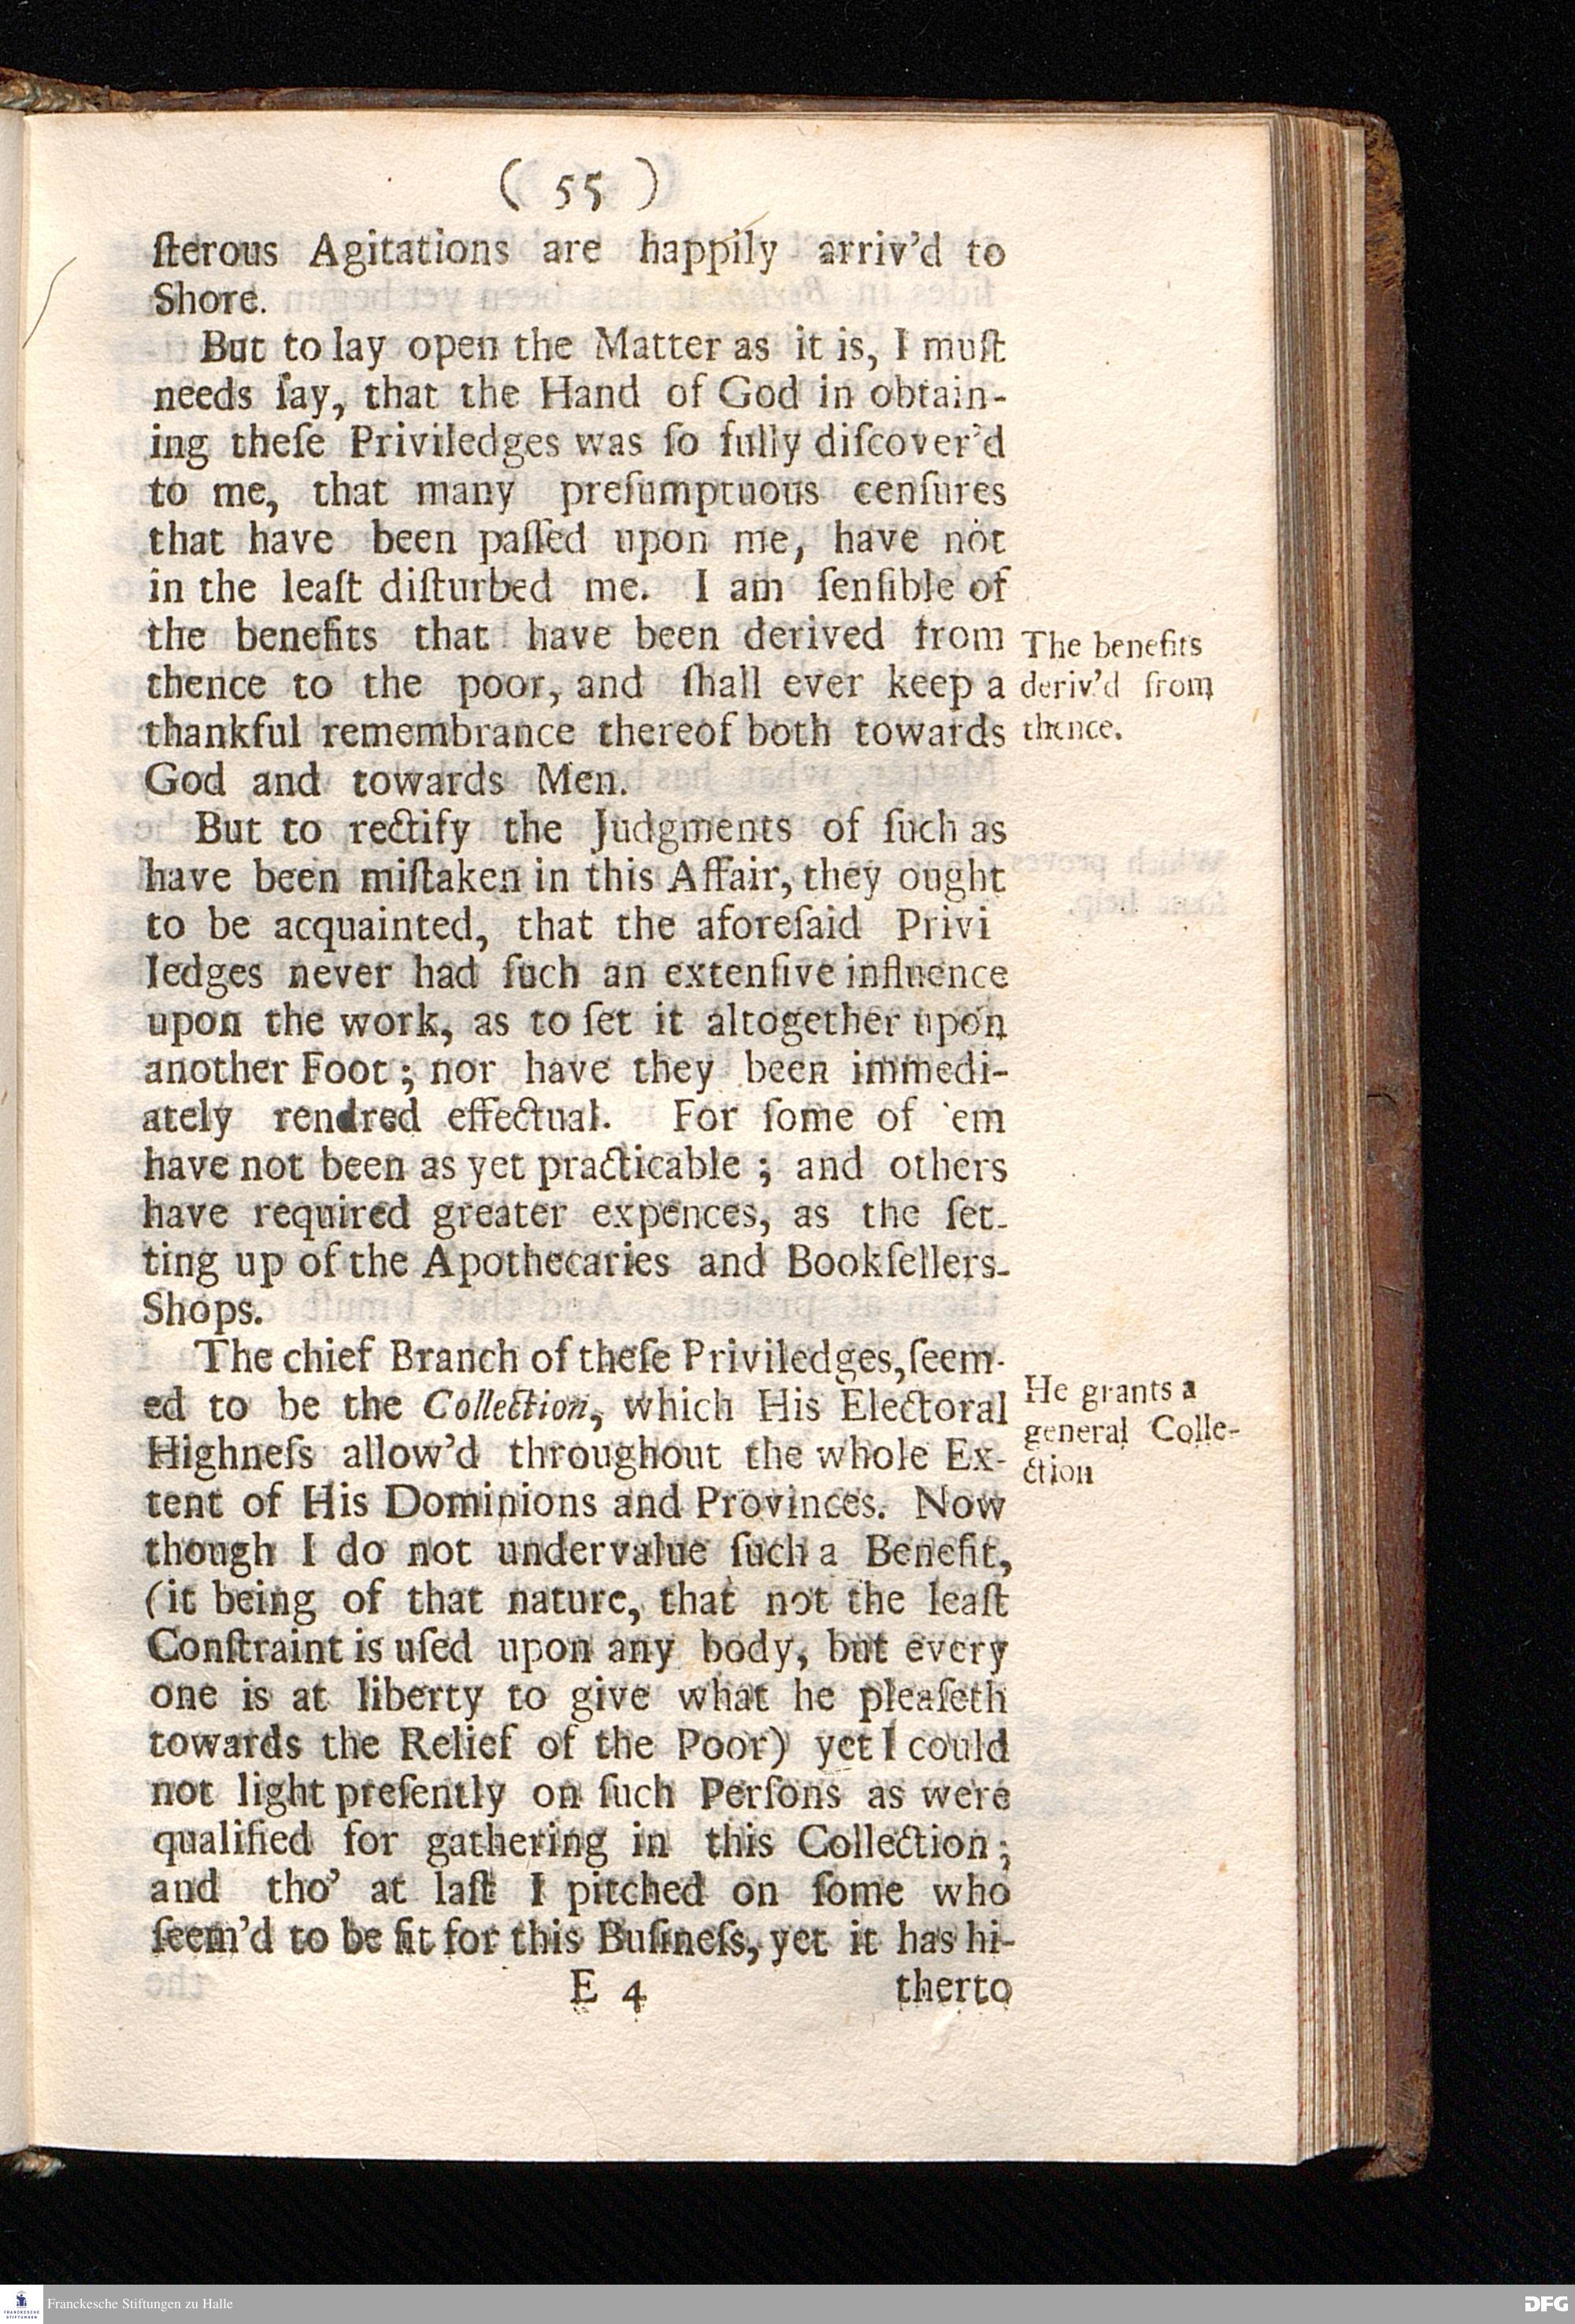 ( 55 )
ſterous Agitations are happily arriv'd to
Shore.
But to lay open the Matter as it is, I muſt
needs ſay, that the Hand of God in obtain-
ing theſe Priviledges was ſo fully diſcover'd
to me, that many preſumptuous cenſures
that have been paſſed upon me, have not
in the leaſt diſturbed me. I am ſenſible of
the benefits that have been derived from
thence to the poor, and ſhall ever keep a
thankful remembrance thereof both towards
God and towards Men.
The benefits
deriv'd from
thence.
But to rectify the Judgments of ſuch as
have been miſtaken in this Affair, they ought
to be acquainted, that the aforeſaid Privi
ledges never had ſuch an extenſive influence
upon the work, as to ſet it altogether upon
another Foot; nor have they been immedi-
ately rendred effectual. For ſome of 'em
have not been as yet practicable; and others
have required greater expences, as the ſet-
ting up of the Apothecaries and Bookſellers-
Shops.
The chief Branch of theſe Priviledges, ſeem-
ed to be the Collection, which His Electoral
Highneſs allow'd throughout the whole Ex-
tent of His Dominions and Provinces. Now
though I do not undervalue ſuch a Benefit,
(it being of that nature, that not the leaſt
Conſtraint is uſed upon any body, but every
one is at liberty to give what he pleaſeth
towards the Relief of the Poor) yet I could
not light preſently on ſuch Perſons as were
qualified for gathering in this Collection;
and tho' at laſt I pitched on ſome who
ſeem'd to be fit for this Buſineſs, yet it has hi-
He grants a
general Colle-
ction
E 4 therto
Franckesche Stiftungen zu Halle
DFG